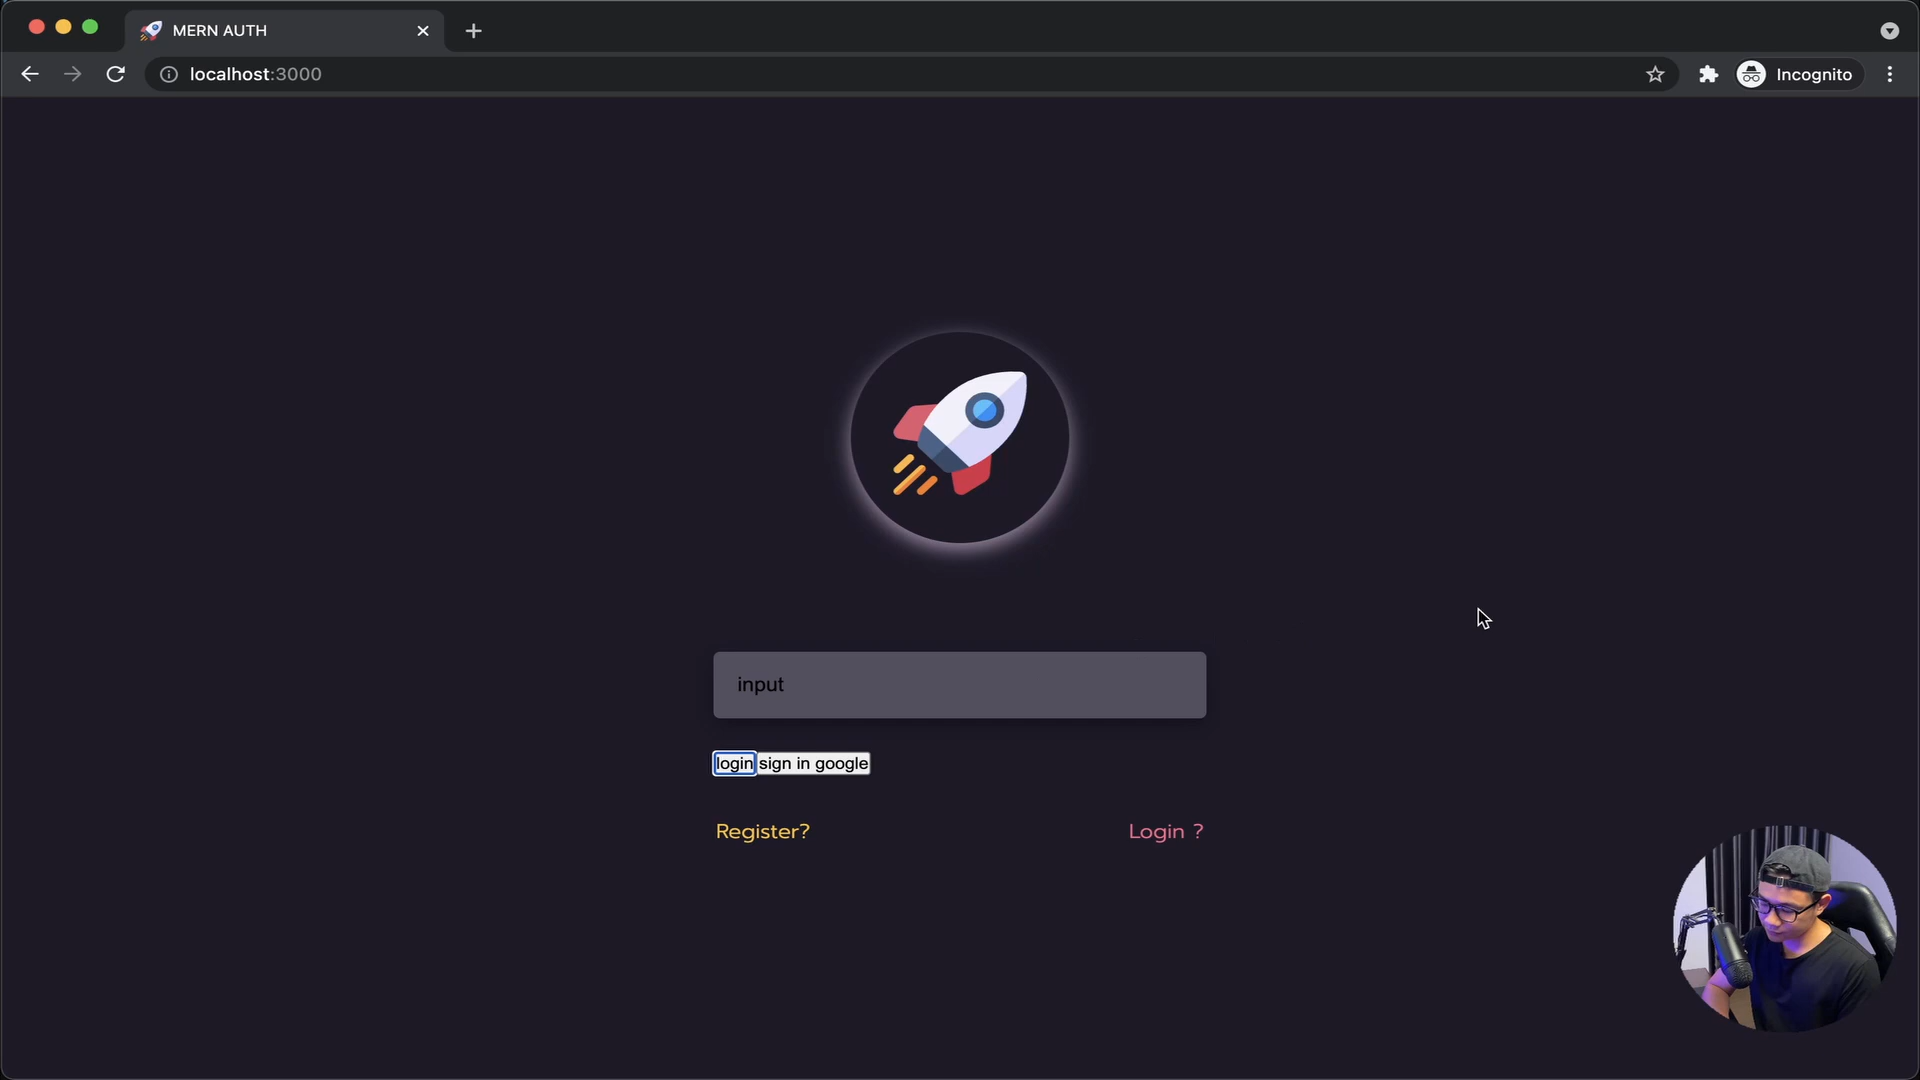 MERN AUTH
localhost:3000
Incognito
input
login sign in google
Register?
Login ?